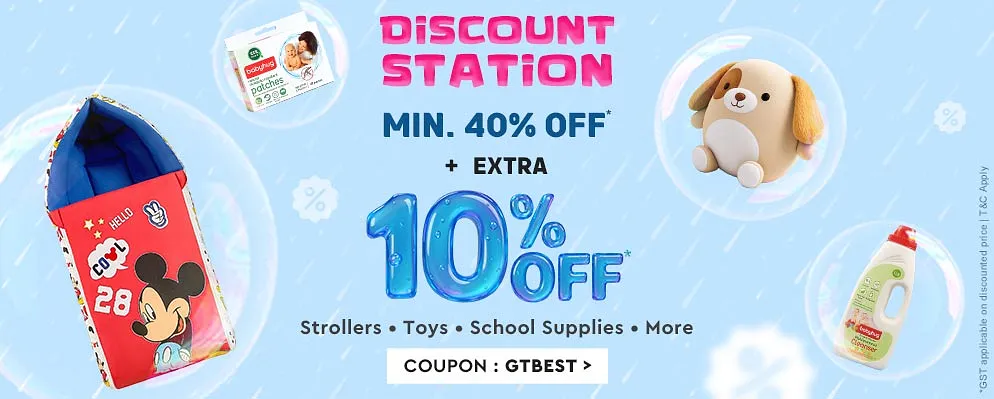 DISCOUNT
STATION
MIN. 40% OFF*
+ EXTRA
10% OFF*
Strollers • Toys • School Supplies • More
COUPON : GTBEST >
babyhug
patches
HELLO
COOL
28
babyhug
Cleanser
*GST applicable on discounted price | T&C Apply